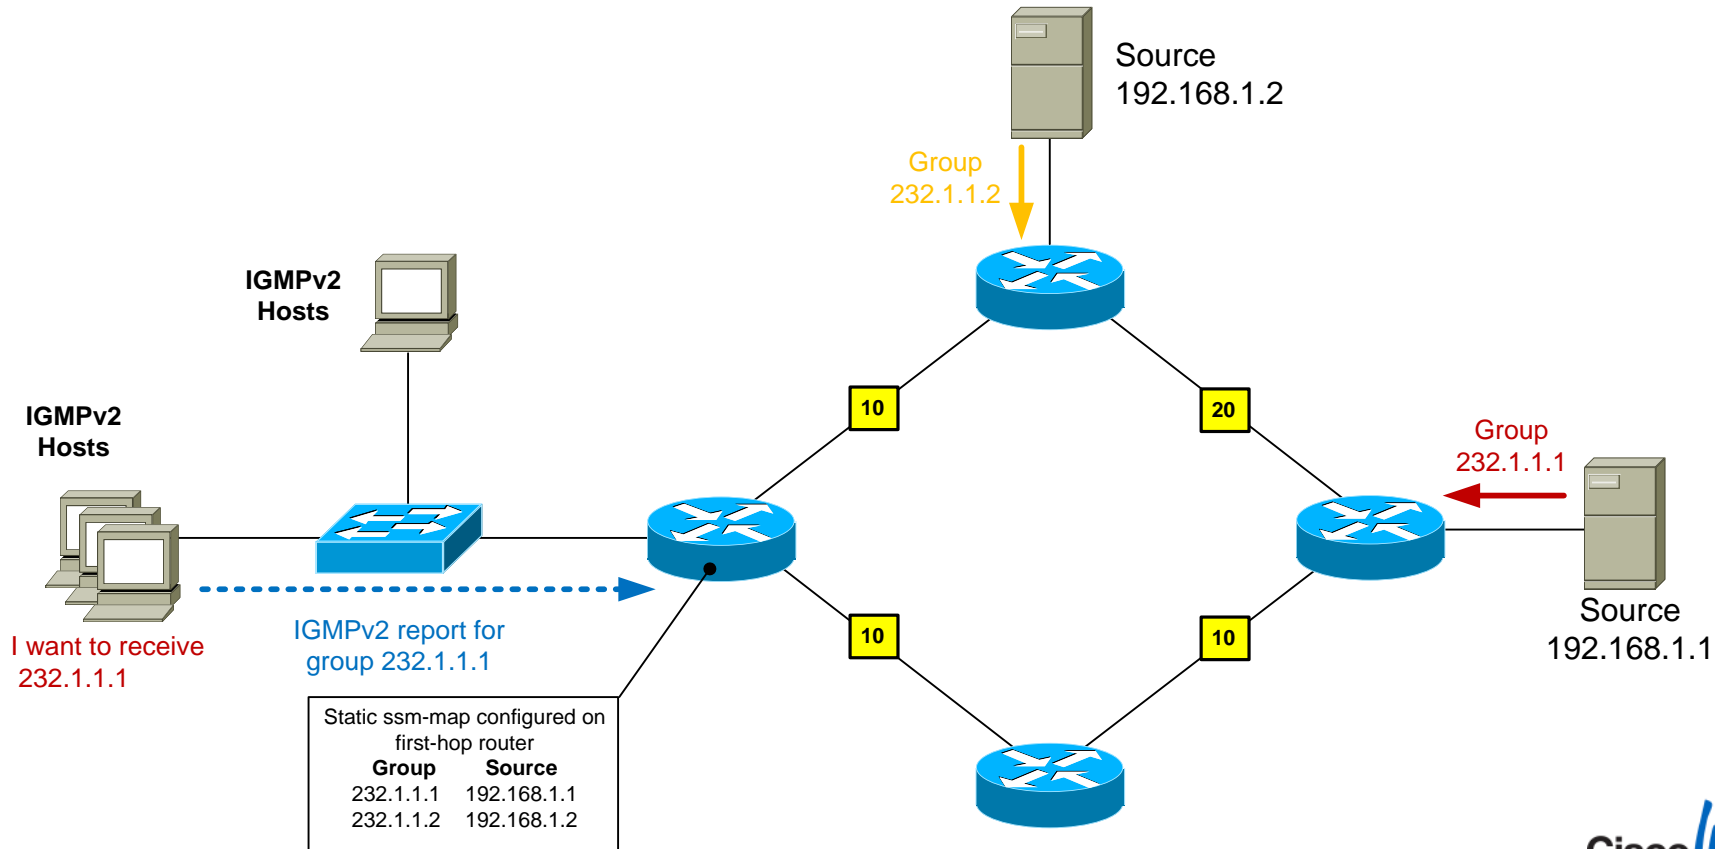 Source
192.168.1.2
Group
232.1.1.2
IGMPv2
Hosts
IGMPv2
Hosts
10
20
Group
232.1.1.1
I want to receive
232.1.1.1
IGMPv2 report for
group 232.1.1.1
10
10
Source
192.168.1.1
Static ssm-map configured on
first-hop router
Group Source
232.1.1.1 192.168.1.1
232.1.1.2 192.168.1.2
Cisco